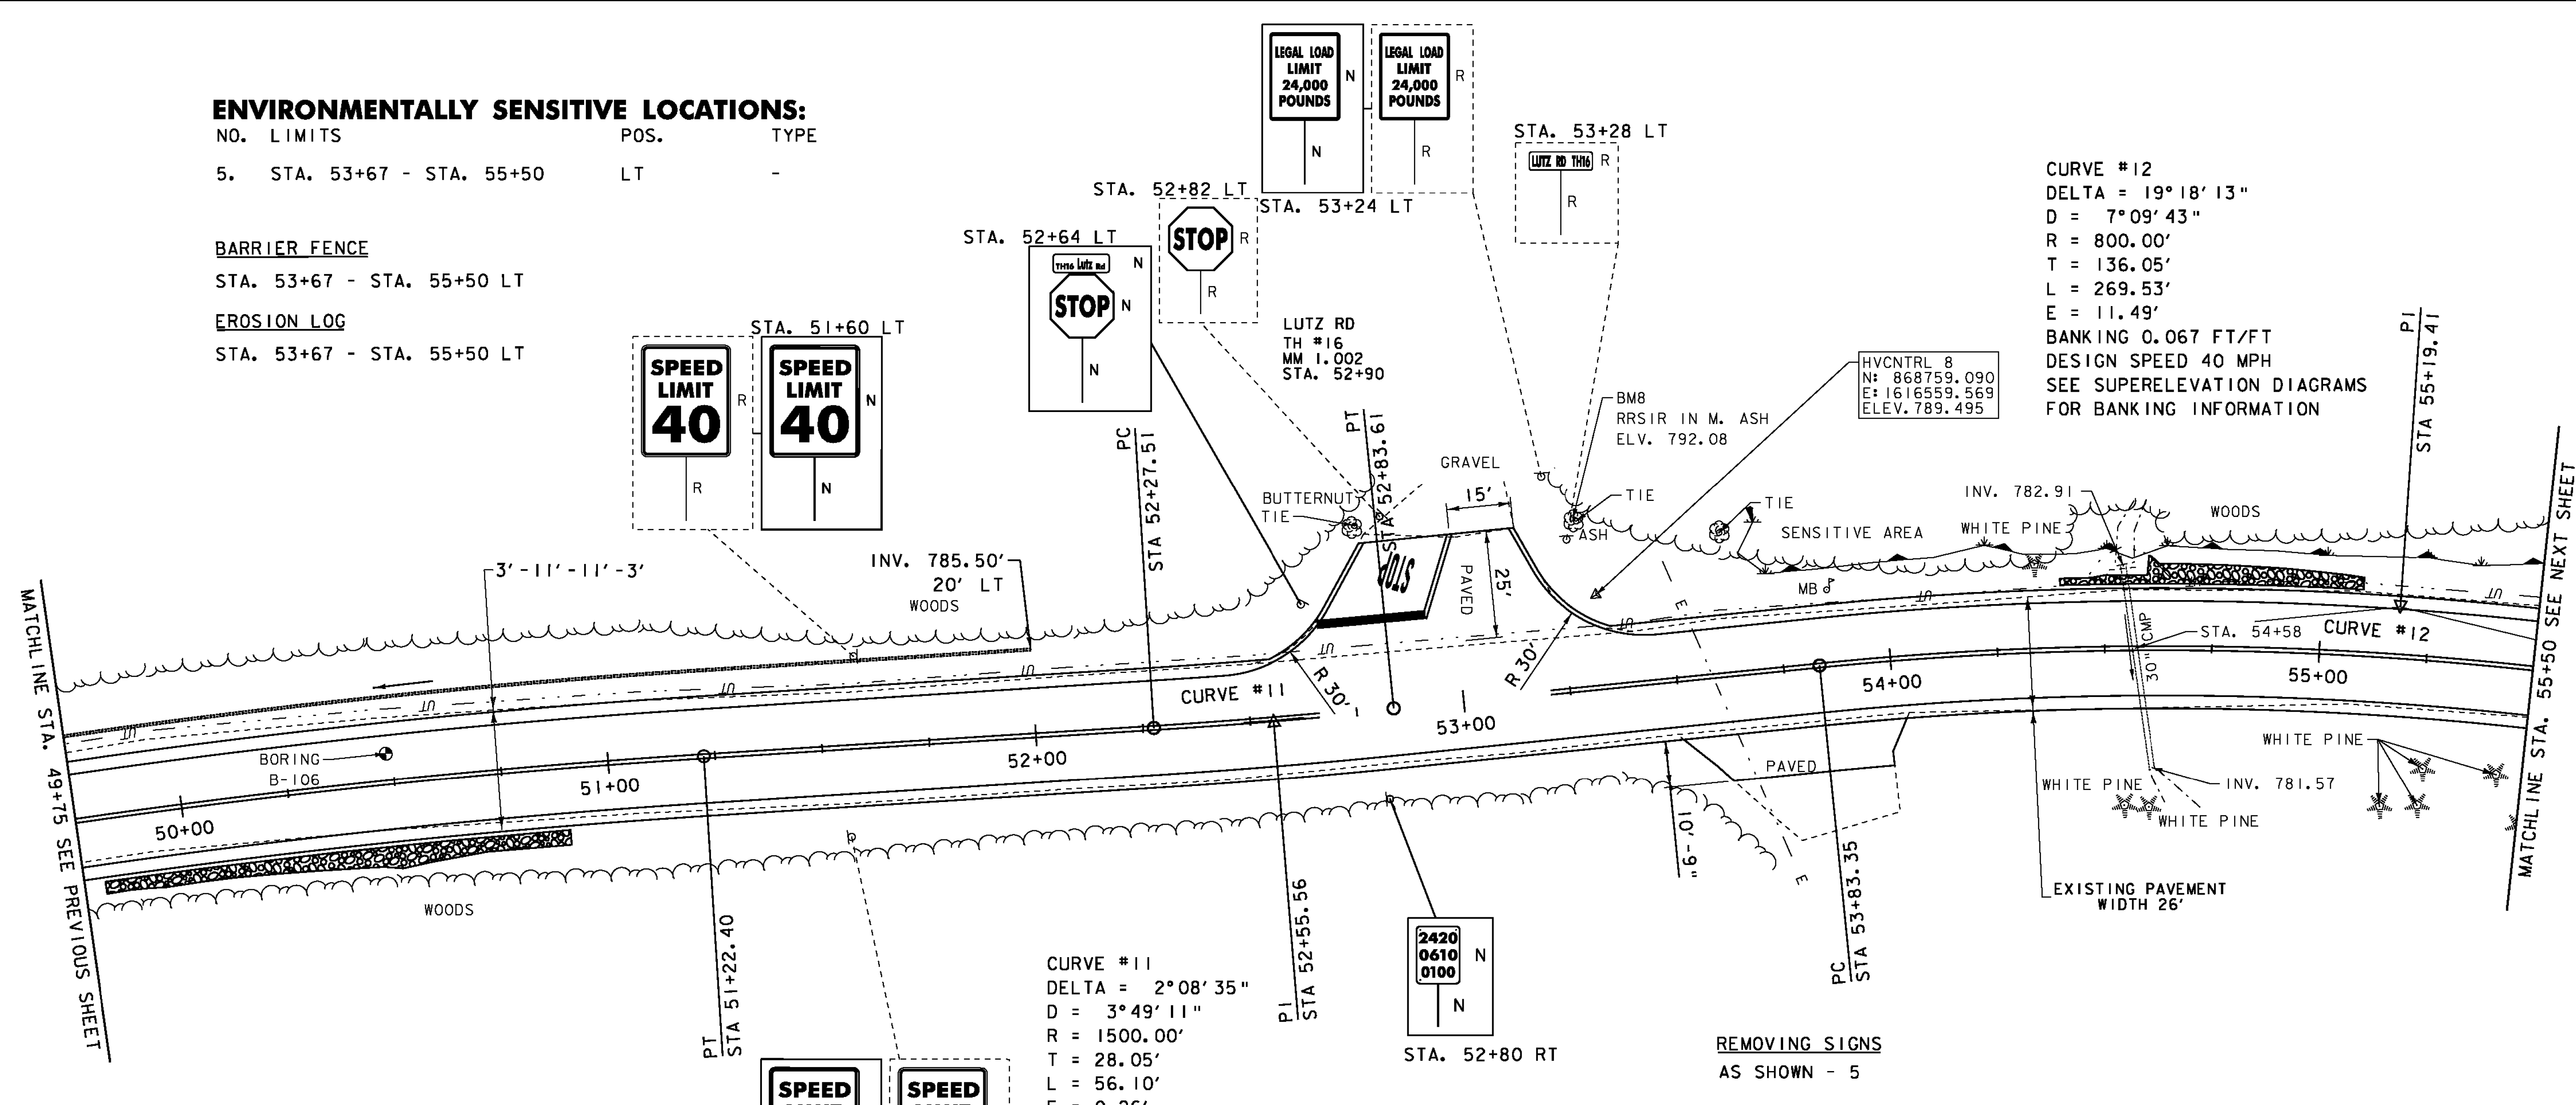 ENVIRONMENTALLY SENSITIVE LOCATIONS:
NO. LIMITS POS. TYPE
5. STA. 53+67 - STA. 55+50 LT -
BARRIER FENCE
STA. 53+67 - STA. 55+50 LT
EROSION LOG
STA. 53+67 - STA. 55+50 LT
STA. 51+60 LT
SPEED
LIMIT
40
R
R
SPEED
LIMIT
40
N
N
STA. 52+64 LT
TH16 Lutz Rd
N
STOP
N
N
STA. 52+82 LT
STOP
R
R
LEGAL LOAD
LIMIT
24,000
POUNDS
N
N
LEGAL LOAD
LIMIT
24,000
POUNDS
R
R
STA. 53+24 LT
STA. 53+28 LT
LUTZ RD TH16
R
R
LUTZ RD
TH #16
MM 1.002
STA. 52+90
CURVE #12
DELTA = 19°18'13"
D = 7°09'43"
R = 800.00'
T = 136.05'
L = 269.53'
E = 11.49'
BANKING 0.067 FT/FT
DESIGN SPEED 40 MPH
SEE SUPERELEVATION DIAGRAMS
FOR BANKING INFORMATION
HVCNTRL 8
N: 868759.090
E: 1616559.569
ELEV. 789.495
BM8
RRSIR IN M. ASH
ELV. 792.08
PI
STA 55+19.41
PC
STA 52+27.51
PT
STA 52+83.61
GRAVEL
15'
BUTTERNUT
TIE
TIE
ASH
TIE
SENSITIVE AREA
WHITE PINE
INV. 782.91
WOODS
STOP
PAVED
25'
MB
3'-11'-11'-3'
INV. 785.50'
20' LT
WOODS
MATCHLINE STA. 49+75 SEE PREVIOUS SHEET
MATCHLINE STA. 55+50 SEE NEXT SHEET
UT
UT
UT
UT
UT
UT
UT
UT
E
R 30'
R 30'
CURVE #11
CURVE #12
STA. 54+58
30" CMP
BORING
B-106
50+00
51+00
52+00
53+00
54+00
55+00
PAVED
WHITE PINE
WHITE PINE
INV. 781.57
WHITE PINE
10'-6"
E
WOODS
EXISTING PAVEMENT
WIDTH 26'
PT
STA 51+22.40
PI
STA 52+55.56
PC
STA 53+83.35
2420
0610
0100
N
N
STA. 52+80 RT
CURVE #11
DELTA = 2°08'35"
D = 3°49'11"
R = 1500.00'
T = 28.05'
L = 56.10'
REMOVING SIGNS
AS SHOWN - 5
SPEED
SPEED